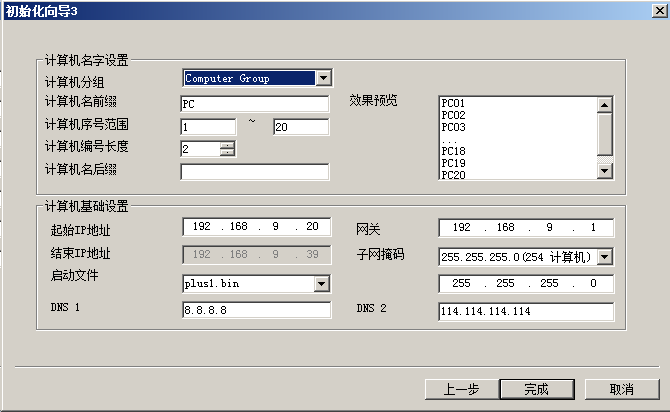 初始化向导3
计算机名字设置
计算机分组 Computer Group
计算机名前缀 PC 效果预览
计算机序号范围 1 ~ 20
计算机编号长度 2
计算机名后缀
PC01
PC02
PC03
...
PC18
PC19
PC20
计算机基础设置
起始IP地址 192 . 168 . 9 . 20 网关 192 . 168 . 9 . 1
结束IP地址 192 . 168 . 9 . 39 子网掩码 255.255.255.0(254 计算机)
启动文件 plus1.bin 255 . 255 . 255 . 0
DNS 1 8.8.8.8 DNS 2 114.114.114.114
上一步 完成 取消